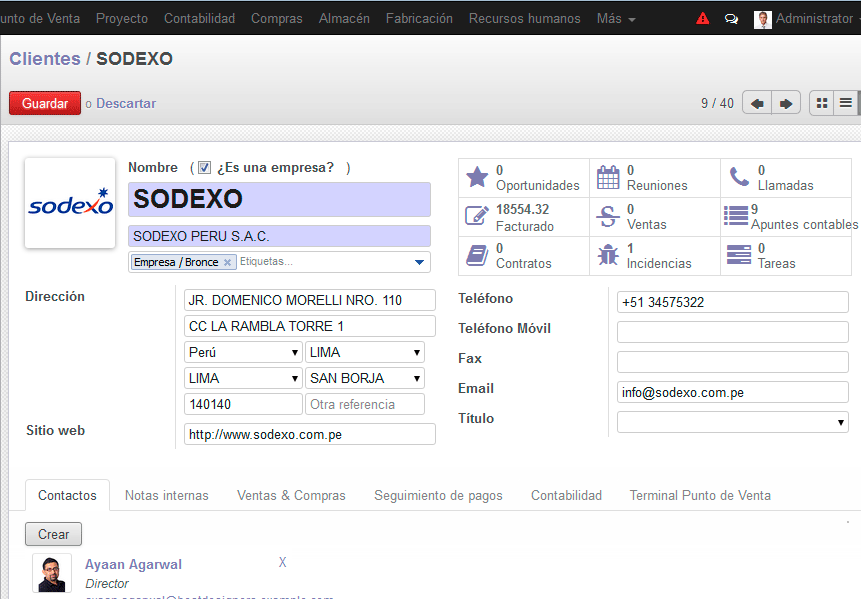 unto de Venta Proyecto Contabilidad Compras Almacén Fabricación Recursos humanos Más Administrator
Clientes / SODEXO
Guardar o Descartar 9 / 40
sodexo
Nombre ( ¿Es una empresa? )
SODEXO
SODEXO PERU S.A.C.
Empresa / Bronce x Etiquetas...
0 Oportunidades
0 Reuniones
0 Llamadas
18554.32 Facturado
0 Ventas
9 Apuntes contables
0 Contratos
1 Incidencias
0 Tareas
Dirección
JR. DOMENICO MORELLI NRO. 110
CC LA RAMBLA TORRE 1
Perú LIMA
LIMA SAN BORJA
140140 Otra referencia
Sitio web http://www.sodexo.com.pe
Teléfono +51 34575322
Teléfono Móvil
Fax
Email info@sodexo.com.pe
Título
Contactos Notas internas Ventas & Compras Seguimiento de pagos Contabilidad Terminal Punto de Venta
Crear
Ayaan Agarwal X
Director